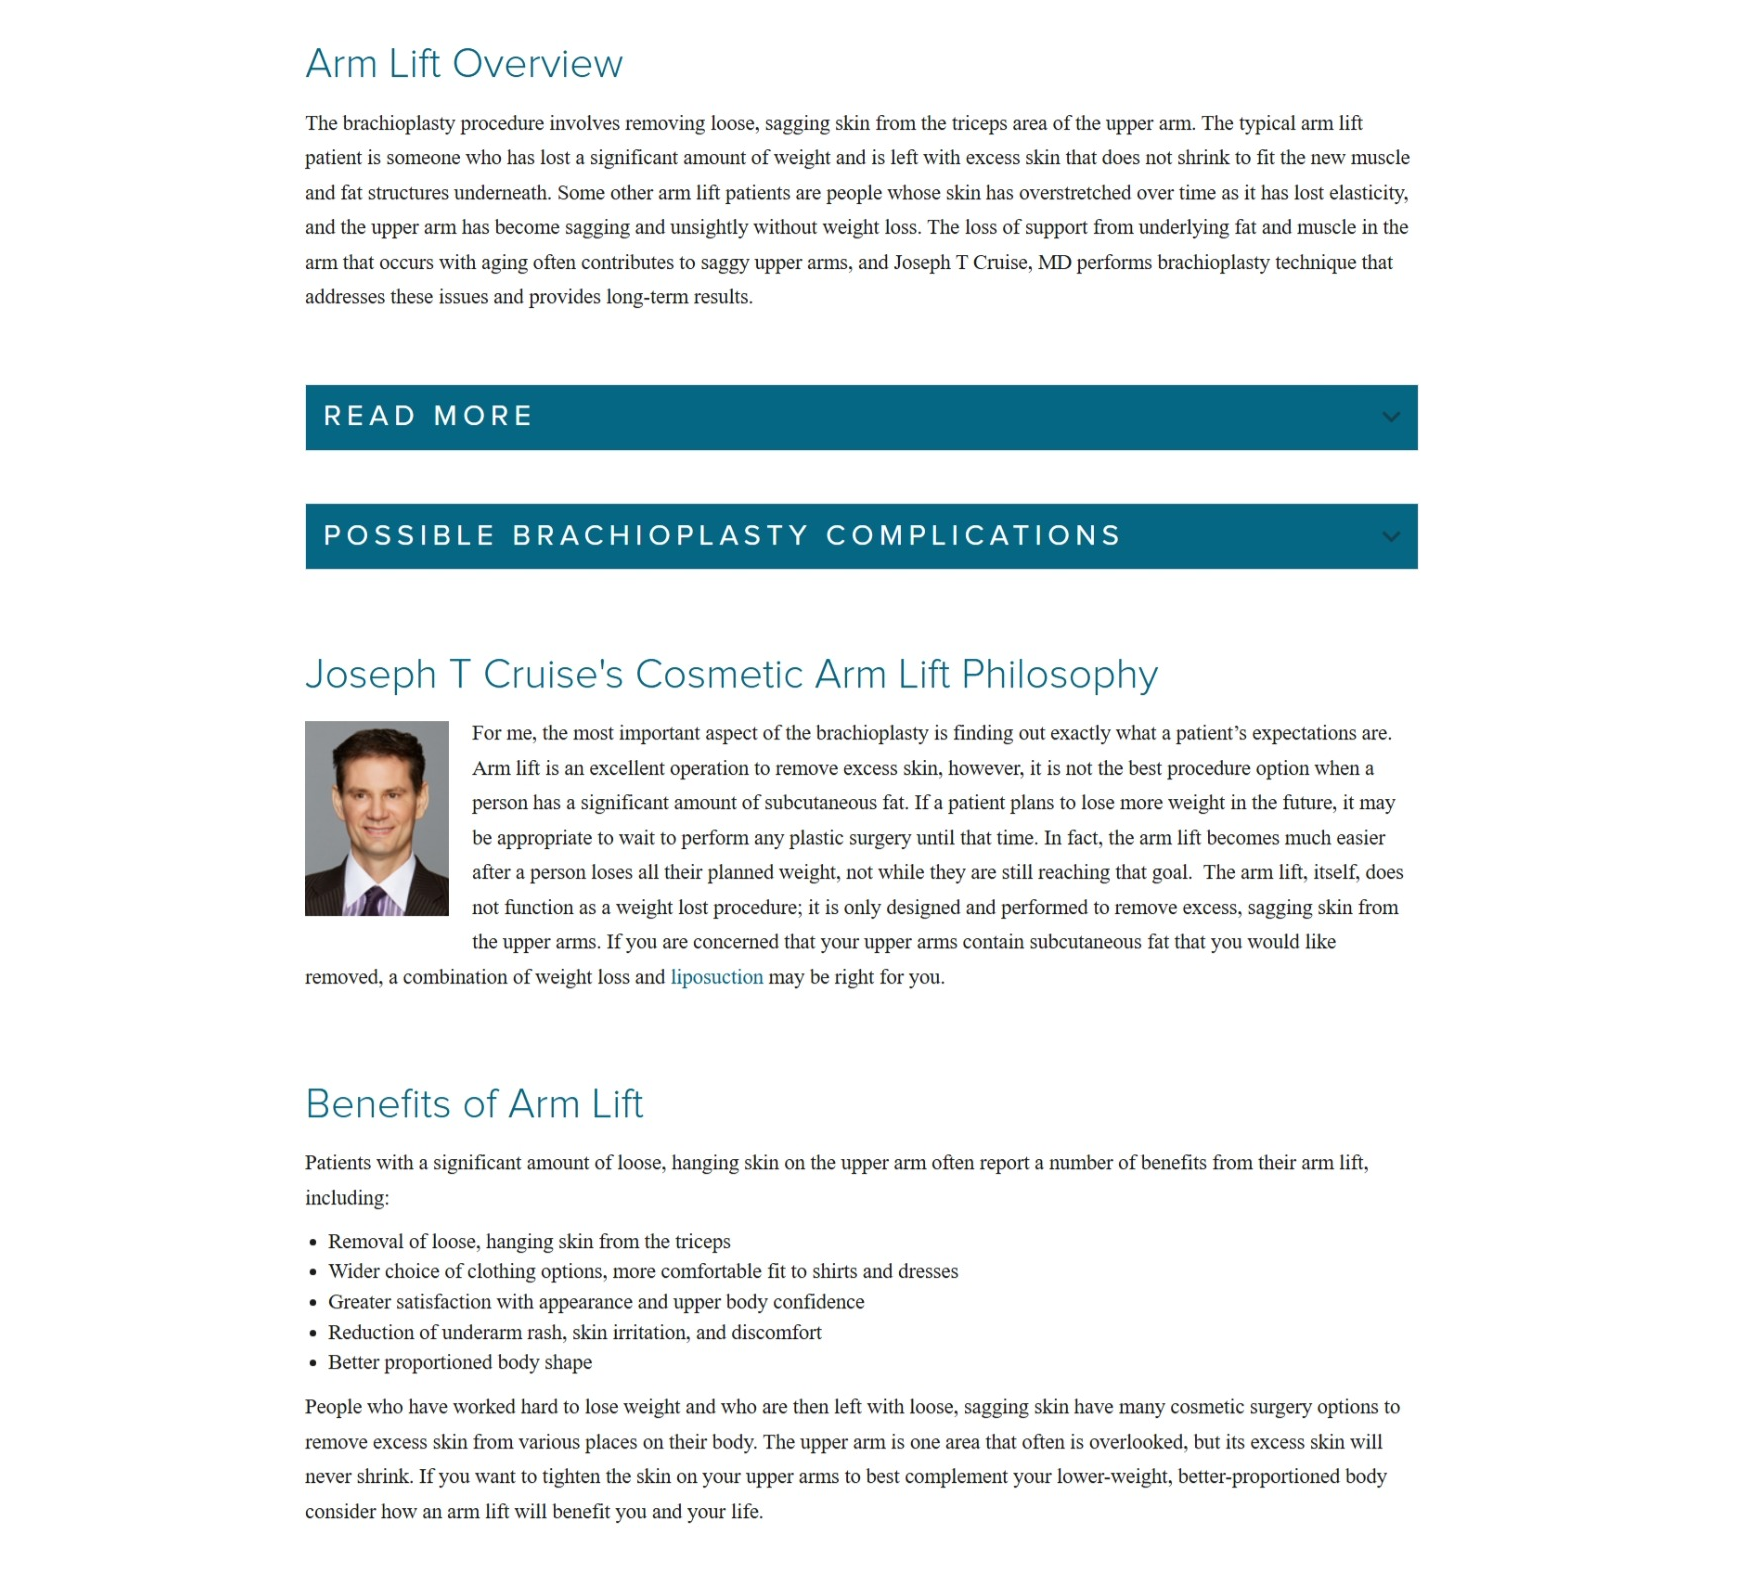 Arm Lift Overview
The brachioplasty procedure involves removing loose, sagging skin from the triceps area of the upper arm. The typical arm lift
patient is someone who has lost a significant amount of weight and is left with excess skin that does not shrink to fit the new muscle
and fat structures underneath. Some other arm lift patients are people whose skin has overstretched over time as it has lost elasticity,
and the upper arm has become sagging and unsightly without weight loss. The loss of support from underlying fat and muscle in the
arm that occurs with aging often contributes to saggy upper arms, and Joseph T Cruise, MD performs brachioplasty technique that
addresses these issues and provides long-term results.
READ MORE
POSSIBLE BRACHIOPLASTY COMPLICATIONS
Joseph T Cruise's Cosmetic Arm Lift Philosophy
For me, the most important aspect of the brachioplasty is finding out exactly what a patient’s expectations are.
Arm lift is an excellent operation to remove excess skin, however, it is not the best procedure option when a
person has a significant amount of subcutaneous fat. If a patient plans to lose more weight in the future, it may
be appropriate to wait to perform any plastic surgery until that time. In fact, the arm lift becomes much easier
after a person loses all their planned weight, not while they are still reaching that goal.  The arm lift, itself, does
not function as a weight lost procedure; it is only designed and performed to remove excess, sagging skin from
the upper arms. If you are concerned that your upper arms contain subcutaneous fat that you would like
removed, a combination of weight loss and liposuction may be right for you.
Benefits of Arm Lift
Patients with a significant amount of loose, hanging skin on the upper arm often report a number of benefits from their arm lift,
including:
• Removal of loose, hanging skin from the triceps
• Wider choice of clothing options, more comfortable fit to shirts and dresses
• Greater satisfaction with appearance and upper body confidence
• Reduction of underarm rash, skin irritation, and discomfort
• Better proportioned body shape
People who have worked hard to lose weight and who are then left with loose, sagging skin have many cosmetic surgery options to
remove excess skin from various places on their body. The upper arm is one area that often is overlooked, but its excess skin will
never shrink. If you want to tighten the skin on your upper arms to best complement your lower-weight, better-proportioned body
consider how an arm lift will benefit you and your life.